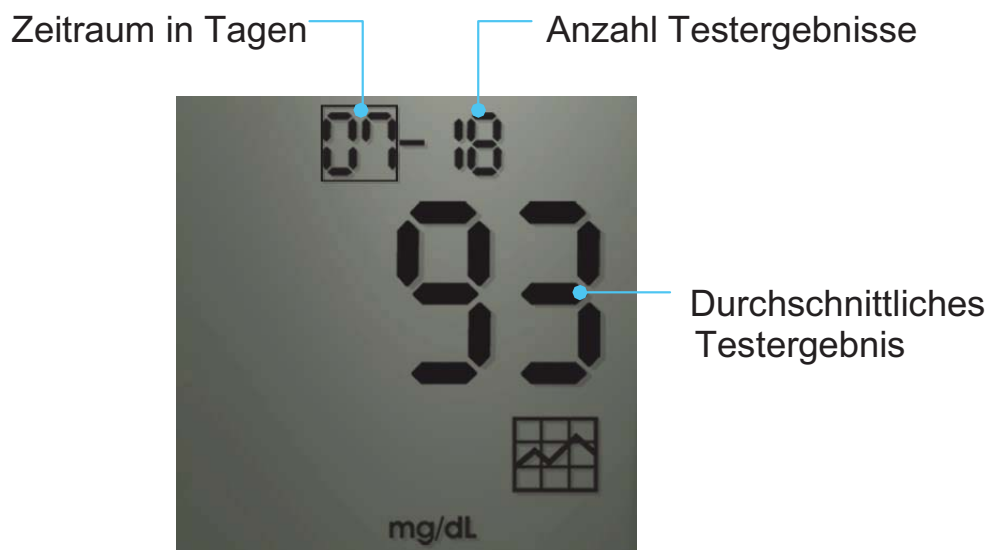 Zeitraum in Tagen
Anzahl Testergebnisse
07-18
93
Durchschnittliches
Testergebnis
mg/dL